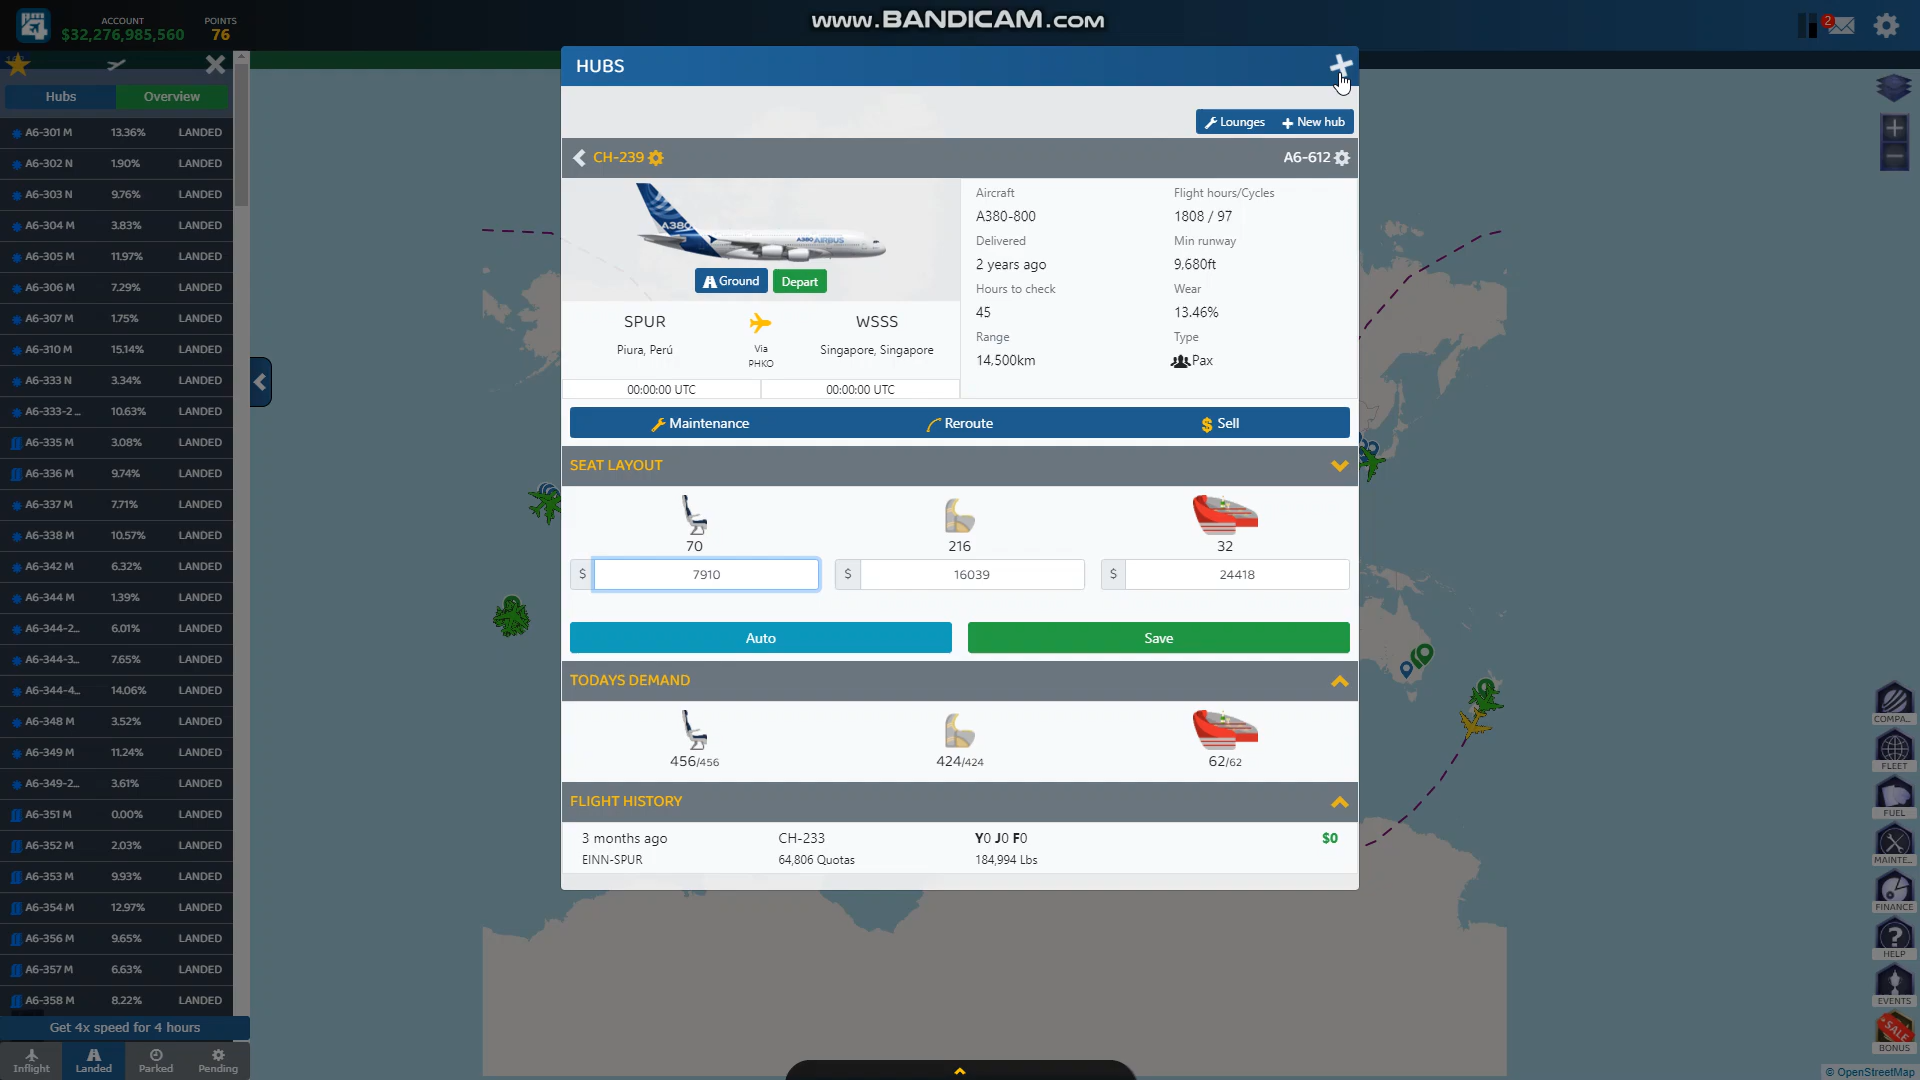 www.BANDICAM.com
ACCOUNT
$32,276,985,560
POINTS
76
2
Hubs
Overview
A6-301 M 13.36% LANDED
A6-302 N 1.90% LANDED
A6-303 N 9.76% LANDED
A6-304 M 3.83% LANDED
A6-305 M 11.97% LANDED
A6-306 M 7.29% LANDED
A6-307 M 1.75% LANDED
A6-310 M 15.14% LANDED
A6-333 N 3.34% LANDED
A6-333-2 ... 10.63% LANDED
A6-335 M 3.08% LANDED
A6-336 M 9.74% LANDED
A6-337 M 7.71% LANDED
A6-338 M 10.57% LANDED
A6-342 M 6.32% LANDED
A6-344 M 1.39% LANDED
A6-344-2... 6.01% LANDED
A6-344-3... 7.65% LANDED
A6-344-4... 14.06% LANDED
A6-348 M 3.52% LANDED
A6-349 M 11.24% LANDED
A6-349-2... 3.61% LANDED
A6-351 M 0.00% LANDED
A6-352 M 2.03% LANDED
A6-353 M 9.93% LANDED
A6-354 M 12.97% LANDED
A6-356 M 9.65% LANDED
A6-357 M 6.63% LANDED
A6-358 M 8.22% LANDED
Get 4x speed for 4 hours
Inflight
Landed
Parked
Pending
HUBS
Lounges
New hub
CH-239
A6-612
A380
A380 AIRBUS
Ground
Depart
SPUR
Piura, Perú
Via
PHKO
WSSS
Singapore, Singapore
00:00:00 UTC
00:00:00 UTC
Aircraft
A380-800
Flight hours/Cycles
1808 / 97
Delivered
2 years ago
Min runway
9,680ft
Hours to check
45
Wear
13.46%
Range
14,500km
Type
Pax
Maintenance
Reroute
$ Sell
SEAT LAYOUT
70
216
32
$ 7910
$ 16039
$ 24418
Auto
Save
TODAYS DEMAND
456/456
424/424
62/62
FLIGHT HISTORY
3 months ago CH-233 Y0 J0 F0 $0
EINN-SPUR 64,806 Quotas 184,994 Lbs
COMPA...
FLEET
FUEL
MAINTE...
FINANCE
HELP
EVENTS
SALE
BONUS
© OpenStreetMap